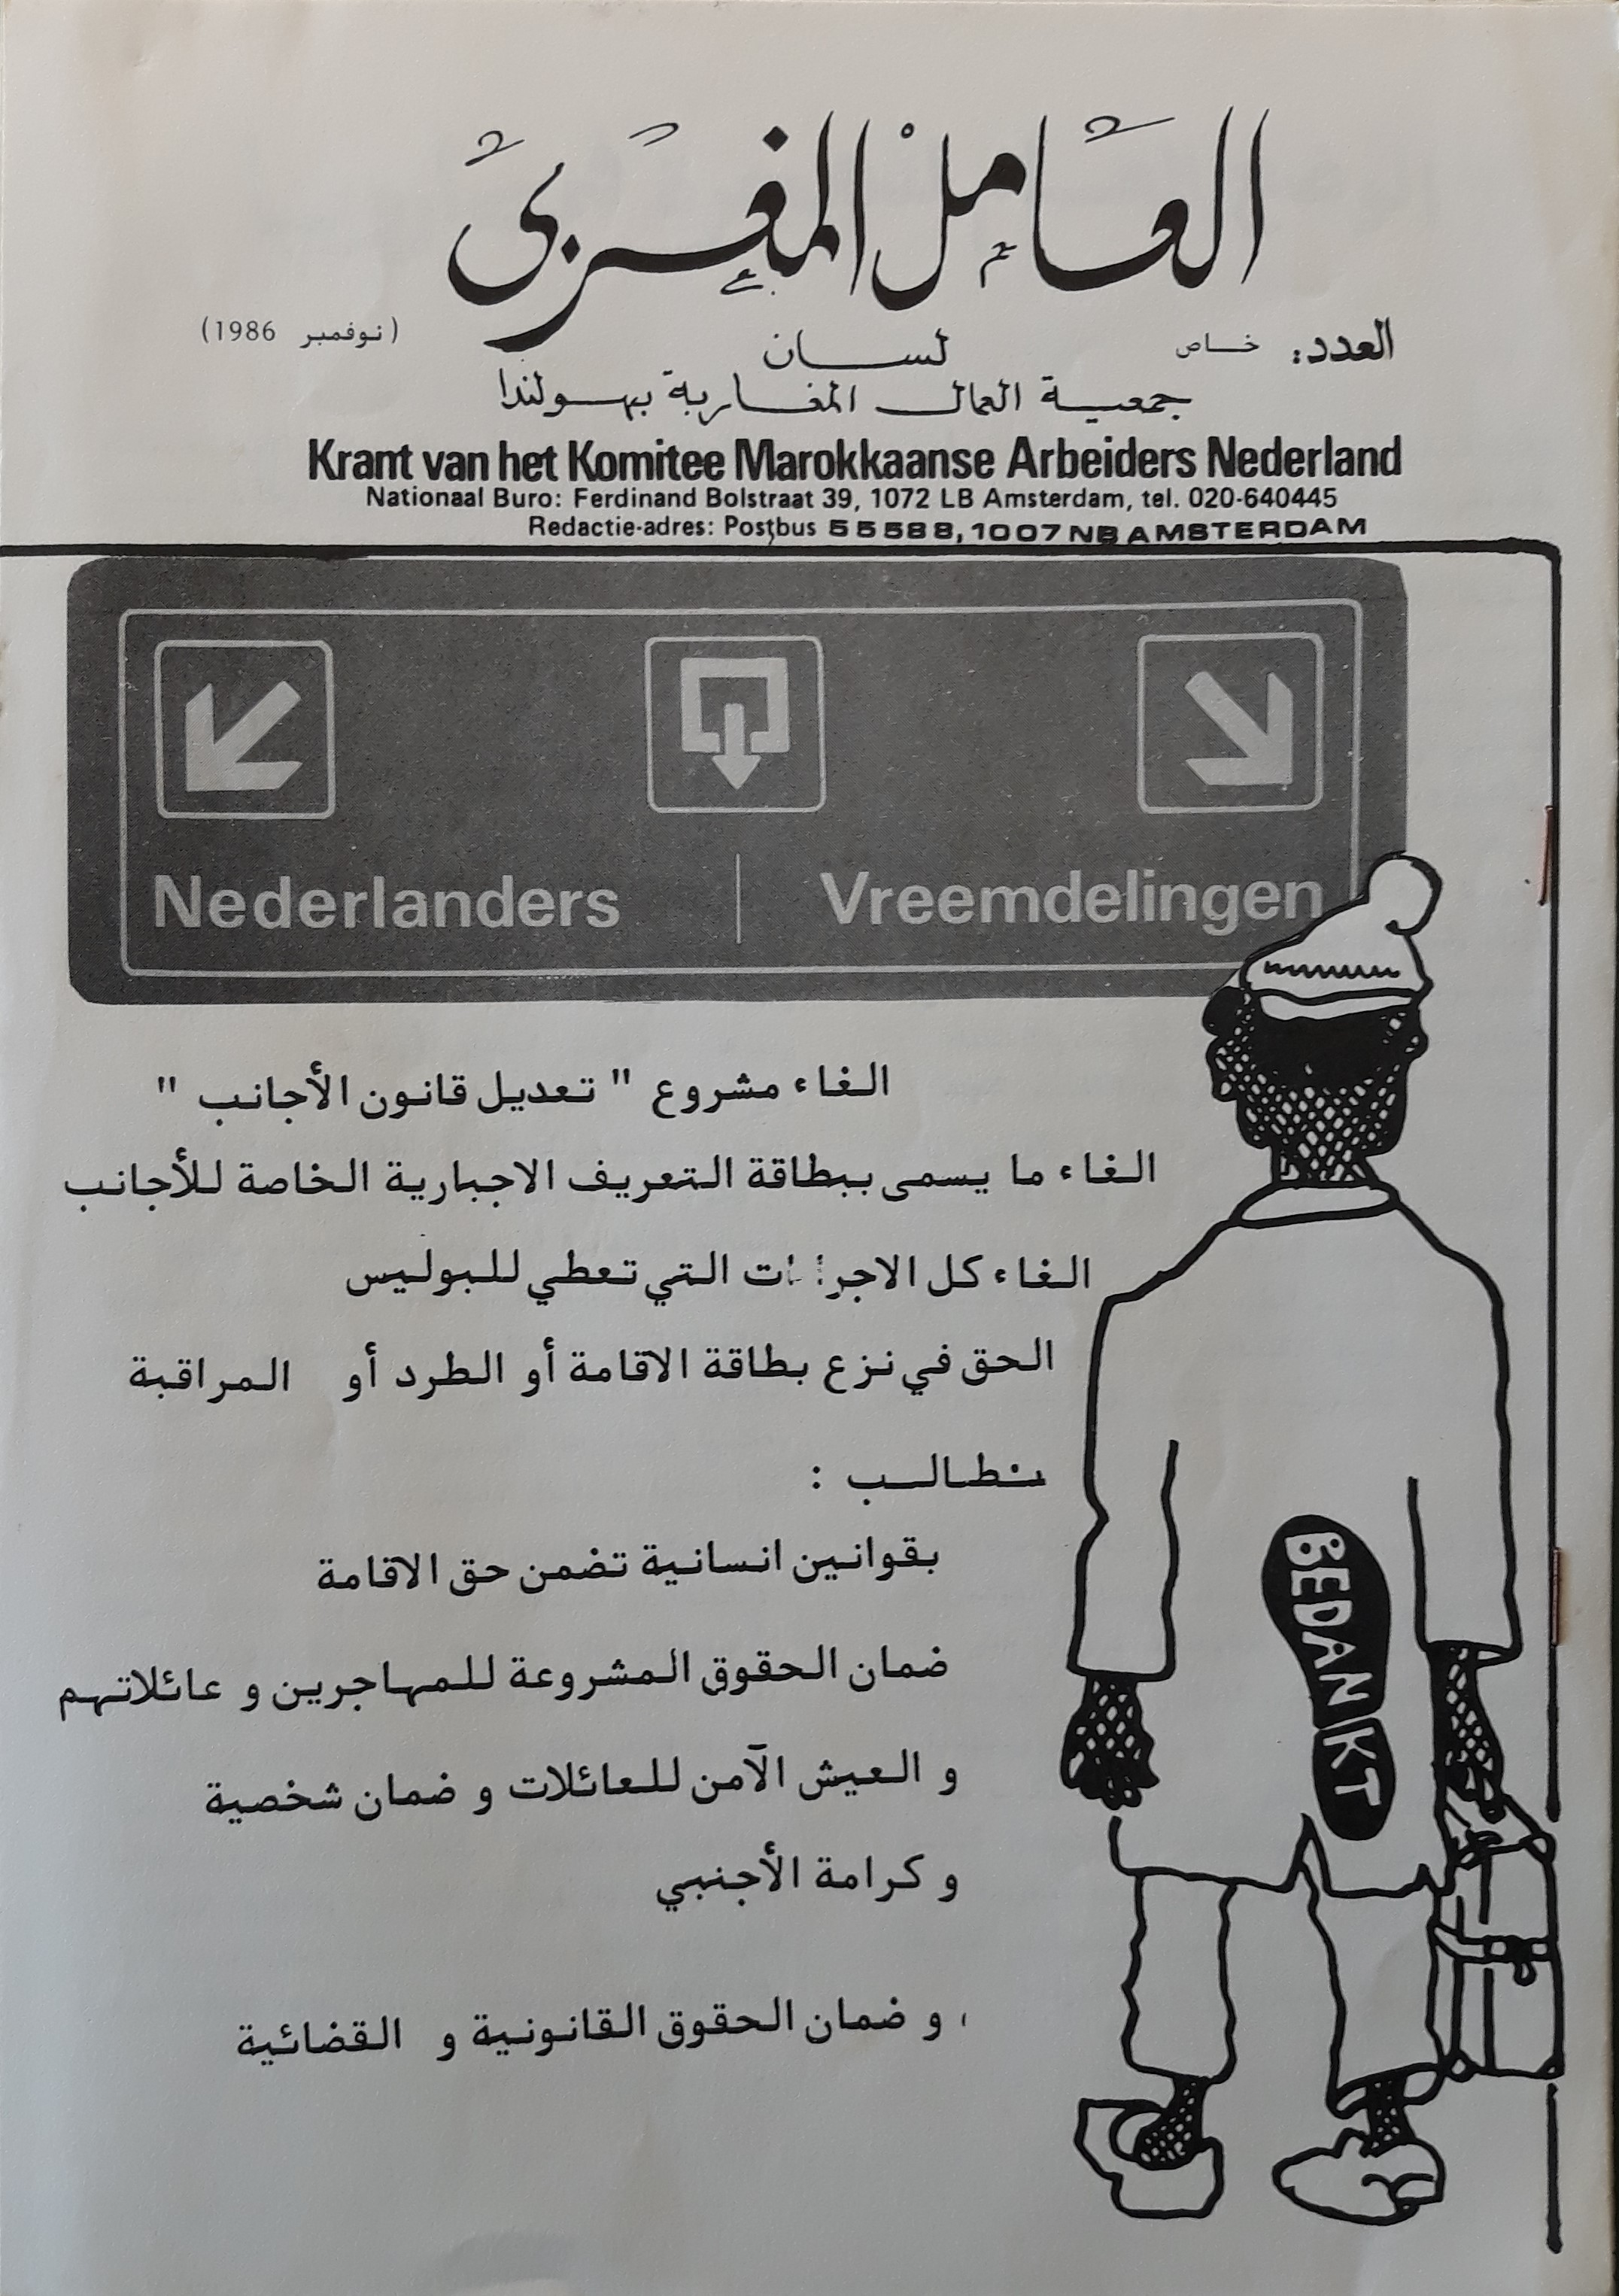 العامل المغربي
العدد: خاص
(نوفمبر 1986)
لسان
جمعية العمال المغاربة بهولندا
Krant van het Komitee Marokkaanse Arbeiders Nederland
Nationaal Buro: Ferdinand Bolstraat 39, 1072 LB Amsterdam, tel. 020-640445
Redactie-adres: Postbus 55588, 1007 NB AMSTERDAM
Nederlanders | Vreemdelingen
الغاء مشروع " تعديل قانون الأجانب "
الغاء ما يسمى ببطاقة التعريف الاجبارية الخاصة للأجانب
الغاء كل الاجراءات التي تعطي للبوليس
الحق في نزع بطاقة الاقامة أو الطرد أو المراقبة
نطالب :
بقوانين انسانية تضمن حق الاقامة
ضمان الحقوق المشروعة للمهاجرين و عائلاتهم
و العيش الآمن للعائلات و ضمان شخصية
و كرامة الأجنبي
و ضمان الحقوق القانونية و القضائية
BEDANKT